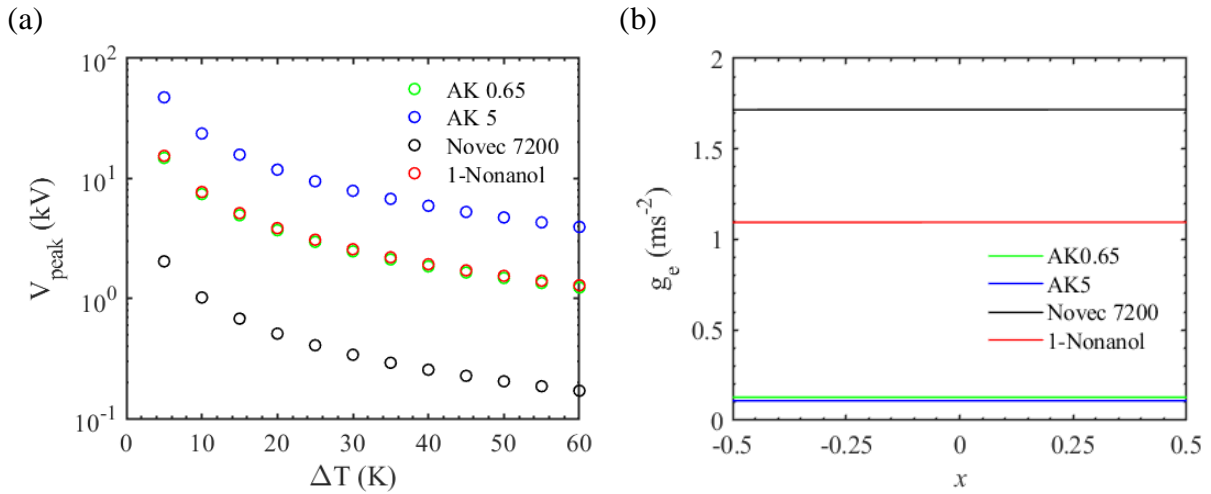 (a)
10^2
10^1
10^0
10^-1
V_peak (kV)
AK 0.65
AK 5
Novec 7200
1-Nonanol
0 10 20 30 40 50 60
ΔT (K)
(b)
2
1.5
1
0.5
0
g_e (ms^-2)
AK0.65
AK5
Novec 7200
1-Nonanol
-0.5 -0.25 0 0.25 0.5
x